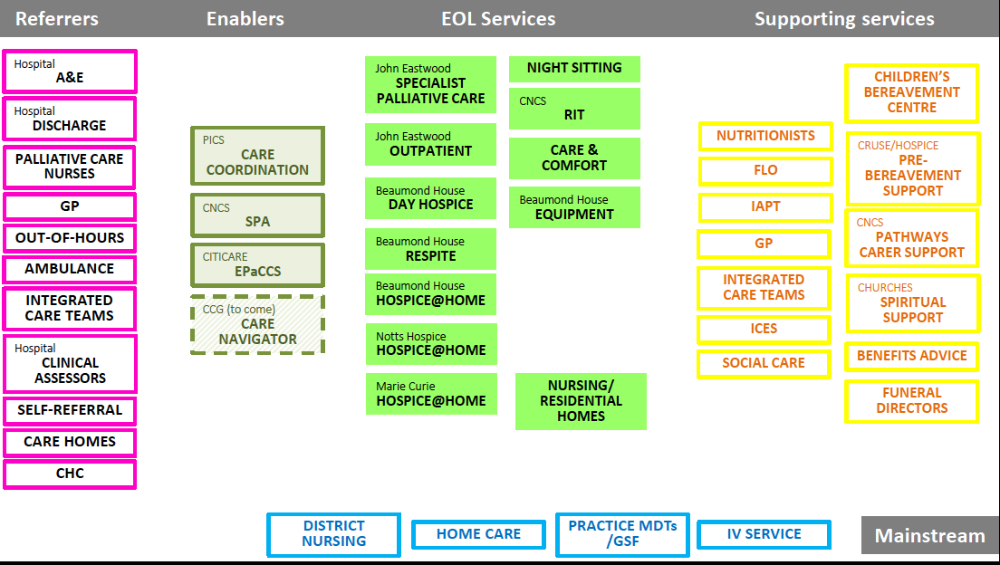 Referrers
Enablers
EOL Services
Supporting services
Hospital
A&E
Hospital
DISCHARGE
PALLIATIVE CARE
NURSES
GP
OUT-OF-HOURS
AMBULANCE
INTEGRATED
CARE TEAMS
Hospital
CLINICAL
ASSESSORS
SELF-REFERRAL
CARE HOMES
CHC
PICS
CARE
COORDINATION
CNCS
SPA
CITICARE
EPaCCS
CCG (to come)
CARE
NAVIGATOR
John Eastwood
SPECIALIST
PALLIATIVE CARE
John Eastwood
OUTPATIENT
Beaumond House
DAY HOSPICE
Beaumond House
RESPITE
Beaumond House
HOSPICE@HOME
Notts Hospice
HOSPICE@HOME
Marie Curie
HOSPICE@HOME
NIGHT SITTING
CNCS
RIT
CARE &
COMFORT
Beaumond House
EQUIPMENT
NURSING/
RESIDENTIAL
HOMES
NUTRITIONISTS
FLO
IAPT
GP
INTEGRATED
CARE TEAMS
ICES
SOCIAL CARE
CHILDREN'S
BEREAVEMENT
CENTRE
CRUSE/HOSPICE
PRE-
BEREAVEMENT
SUPPORT
CNCS
PATHWAYS
CARER SUPPORT
CHURCHES
SPIRITUAL
SUPPORT
BENEFITS ADVICE
FUNERAL
DIRECTORS
DISTRICT
NURSING
HOME CARE
PRACTICE MDTs
/GSF
IV SERVICE
Mainstream